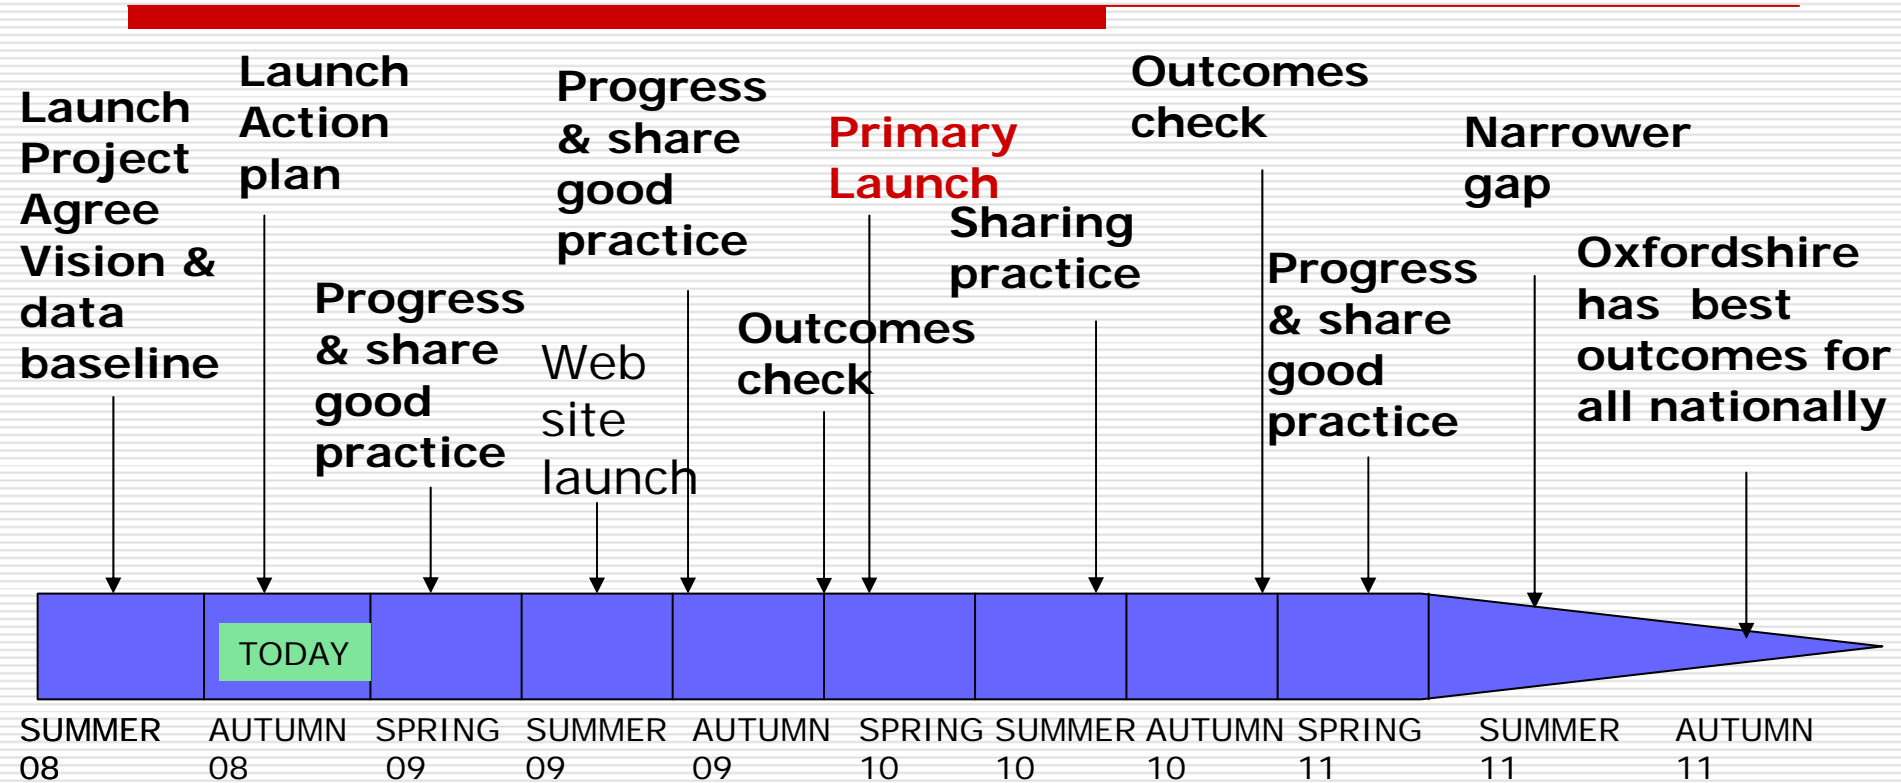 Launch
Project
Agree
Vision &
data
baseline
Launch
Action
plan
Progress
& share
good
practice
Progress
& share
good
practice
Web
site
launch
Outcomes
check
Primary
Launch
Sharing
practice
Outcomes
check
Progress
& share
good
practice
Narrower
gap
Oxfordshire
has best
outcomes for
all nationally
TODAY
SUMMER
08
AUTUMN
08
SPRING
09
SUMMER
09
AUTUMN
09
SPRING
10
SUMMER
10
AUTUMN
10
SPRING
11
SUMMER
11
AUTUMN
11